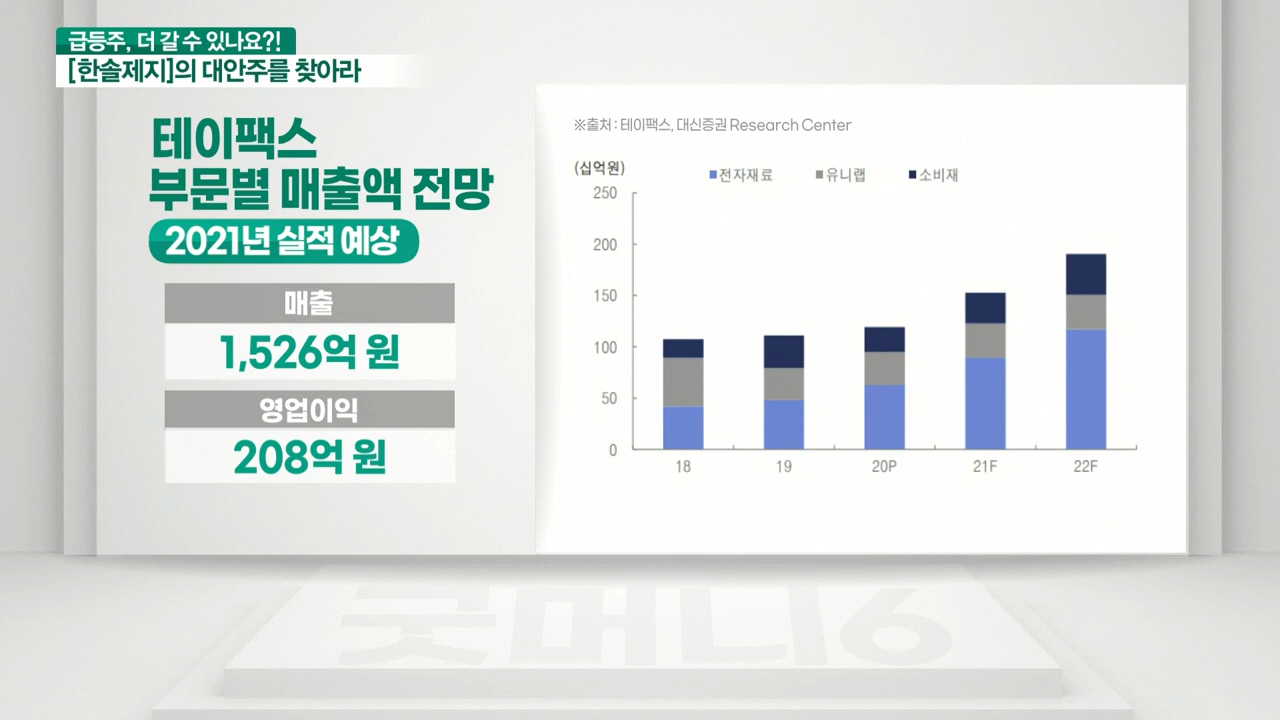 급등주, 더 갈 수 있나요?!
[한솔제지]의 대안주를 찾아라
테이팩스
부문별 매출액 전망
2021년 실적 예상
매출
1,526억 원
영업이익
208억 원
※출처 : 테이팩스, 대신증권 Research Center
(십억원)
전자재료 유니랩 소비재
250
200
150
100
50
0
18 19 20P 21F 22F
굿머니6